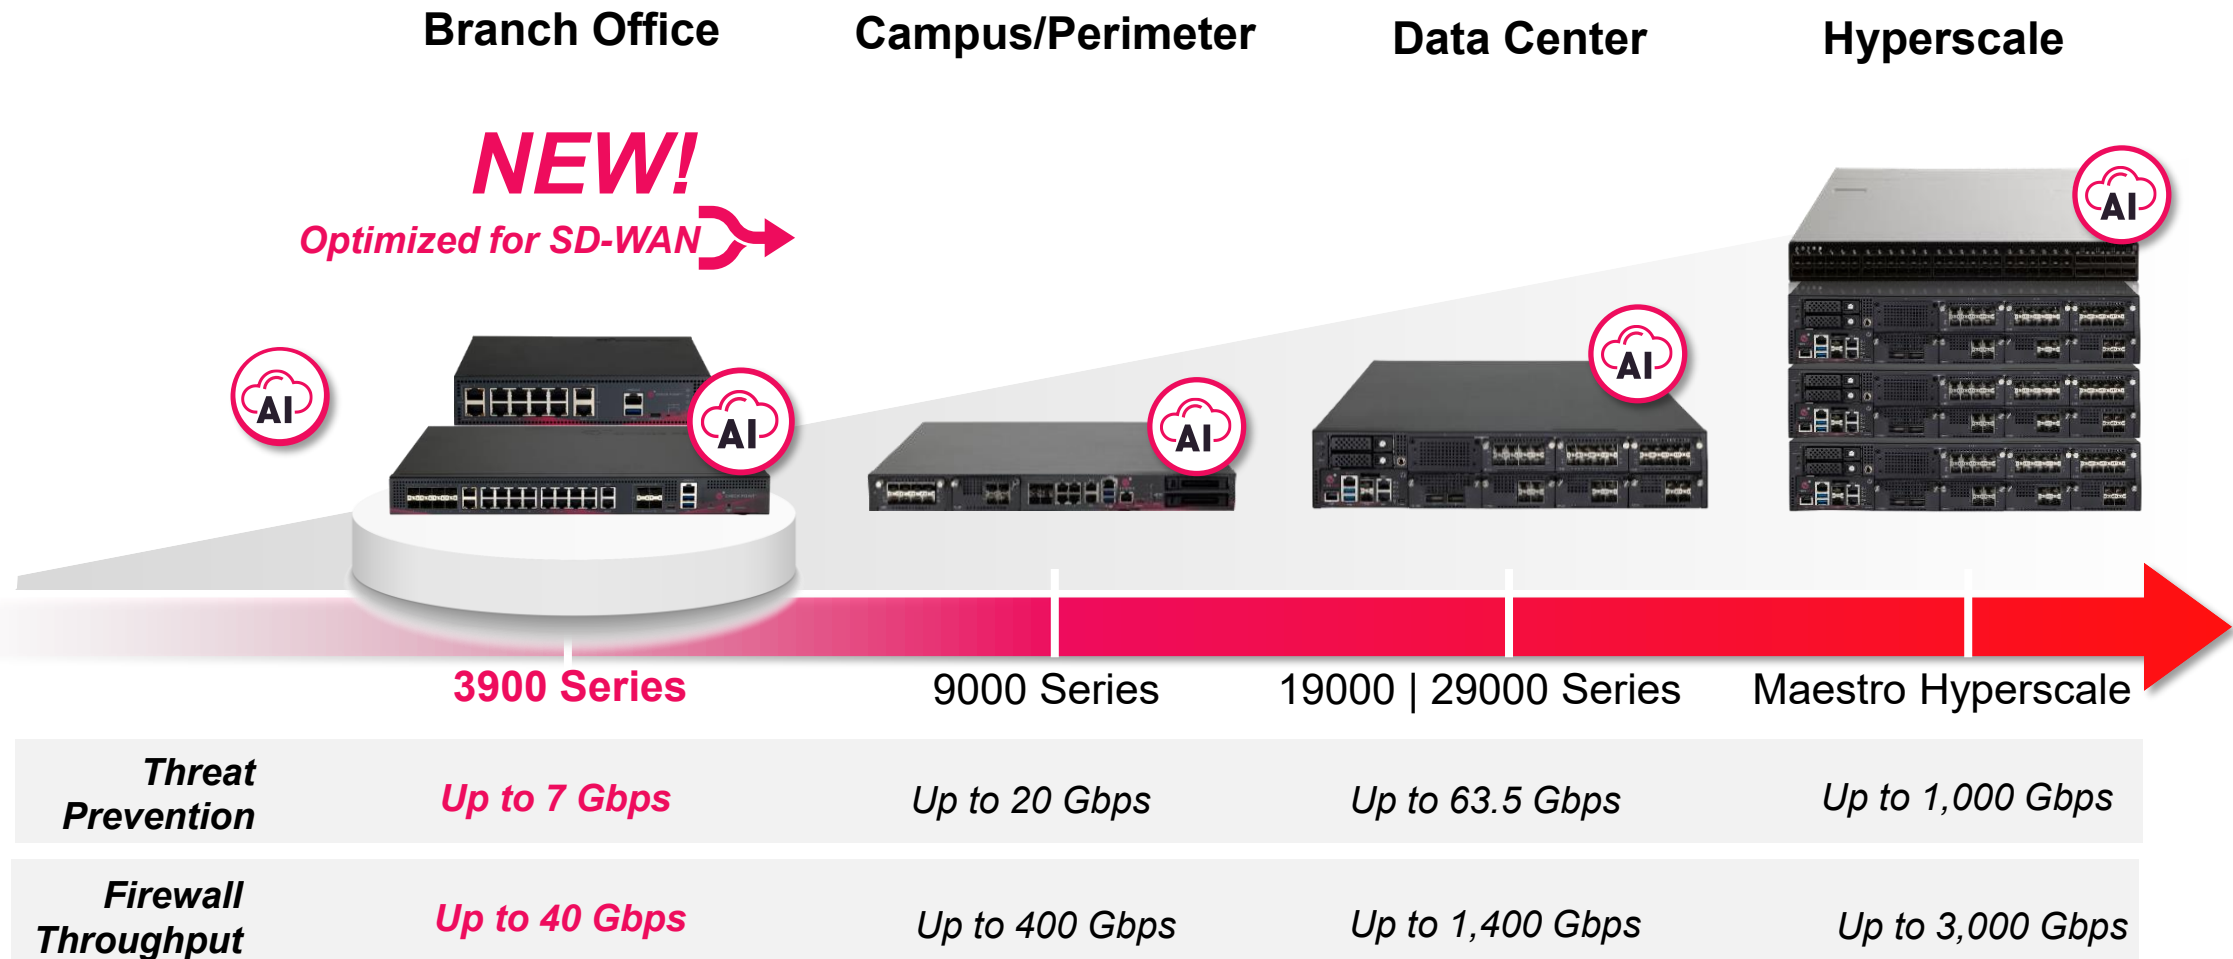 Branch Office
Campus/Perimeter
Data Center
Hyperscale
NEW!
Optimized for SD-WAN
AI
AI
AI
AI
AI
3900 Series
9000 Series
19000 | 29000 Series
Maestro Hyperscale
Threat
Prevention
Up to 7 Gbps
Up to 20 Gbps
Up to 63.5 Gbps
Up to 1,000 Gbps
Firewall
Throughput
Up to 40 Gbps
Up to 400 Gbps
Up to 1,400 Gbps
Up to 3,000 Gbps